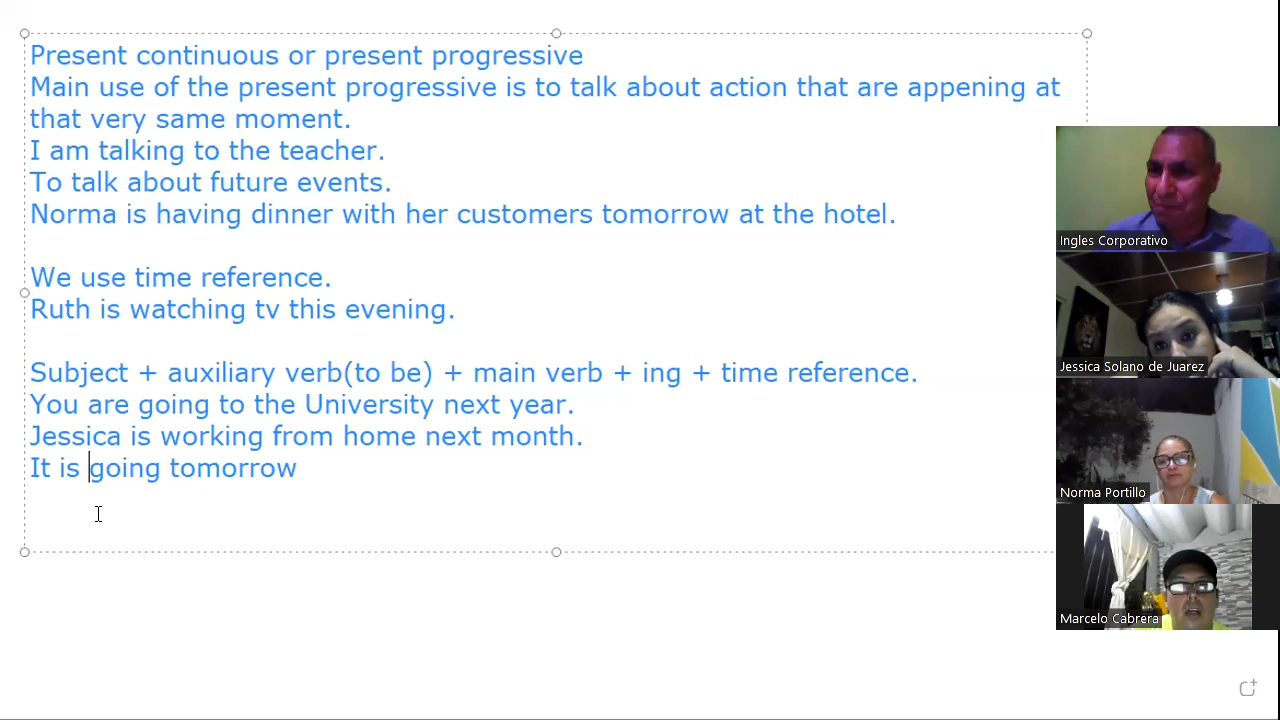 Present continuous or present progressive
Main use of the present progressive is to talk about action that are appening at
that very same moment.
I am talking to the teacher.
To talk about future events.
Norma is having dinner with her customers tomorrow at the hotel.
We use time reference.
Ruth is watching tv this evening.
Subject + auxiliary verb(to be) + main verb + ing + time reference.
You are going to the University next year.
Jessica is working from home next month.
It is going tomorrow
Ingles Corporativo
Jessica Solano de Juarez
Norma Portillo
Marcelo Cabrera